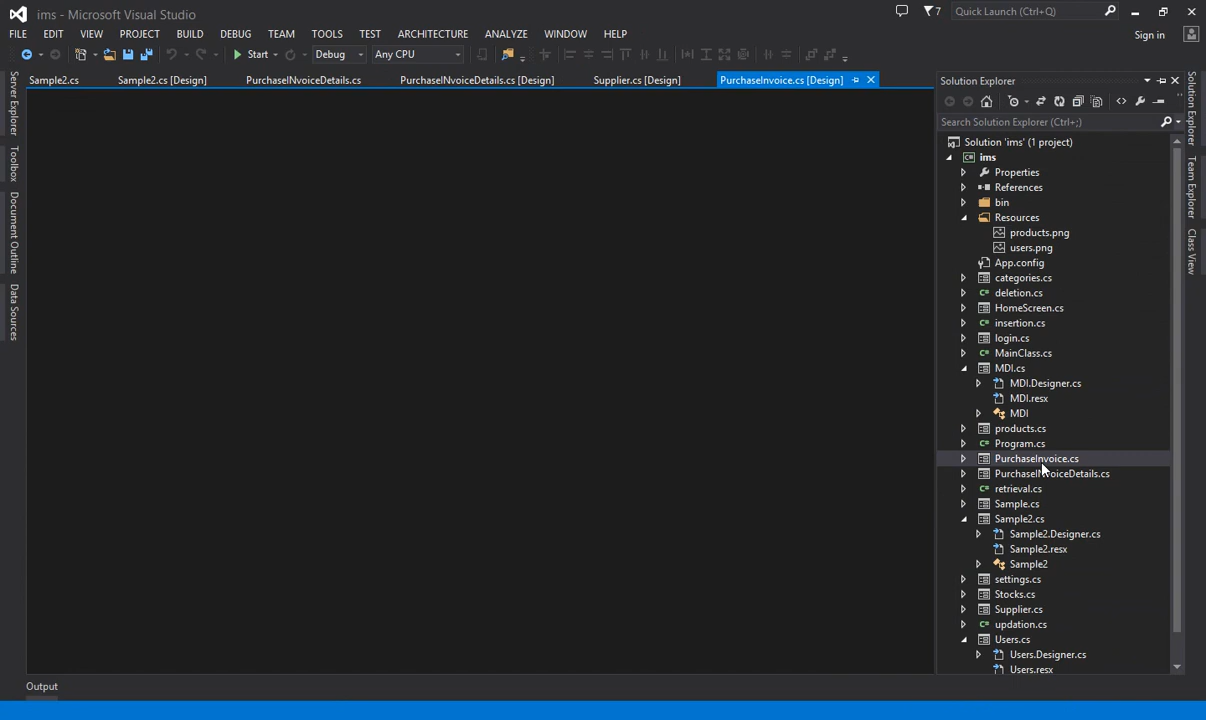 ims - Microsoft Visual Studio
7
Quick Launch (Ctrl+Q)
FILE EDIT VIEW PROJECT BUILD DEBUG TEAM TOOLS TEST ARCHITECTURE ANALYZE WINDOW HELP
Sign in
Start Debug Any CPU
Sample2.cs Sample2.cs [Design] PurchaseINvoiceDetails.cs PurchaseINvoiceDetails.cs [Design] Supplier.cs [Design] PurchaseInvoice.cs [Design]
Server Explorer
Toolbox
Document Outline
Data Sources
Solution Explorer
Search Solution Explorer (Ctrl+;)
Solution 'ims' (1 project)
ims
Properties
References
bin
Resources
products.png
users.png
App.config
categories.cs
deletion.cs
HomeScreen.cs
insertion.cs
login.cs
MainClass.cs
MDI.cs
MDI.Designer.cs
MDI.resx
MDI
products.cs
Program.cs
PurchaseInvoice.cs
PurchaseINvoiceDetails.cs
retrieval.cs
Sample.cs
Sample2.cs
Sample2.Designer.cs
Sample2.resx
Sample2
settings.cs
Stocks.cs
Supplier.cs
updation.cs
Users.cs
Users.Designer.cs
Users.resx
Solution Explorer
Team Explorer
Class View
Output